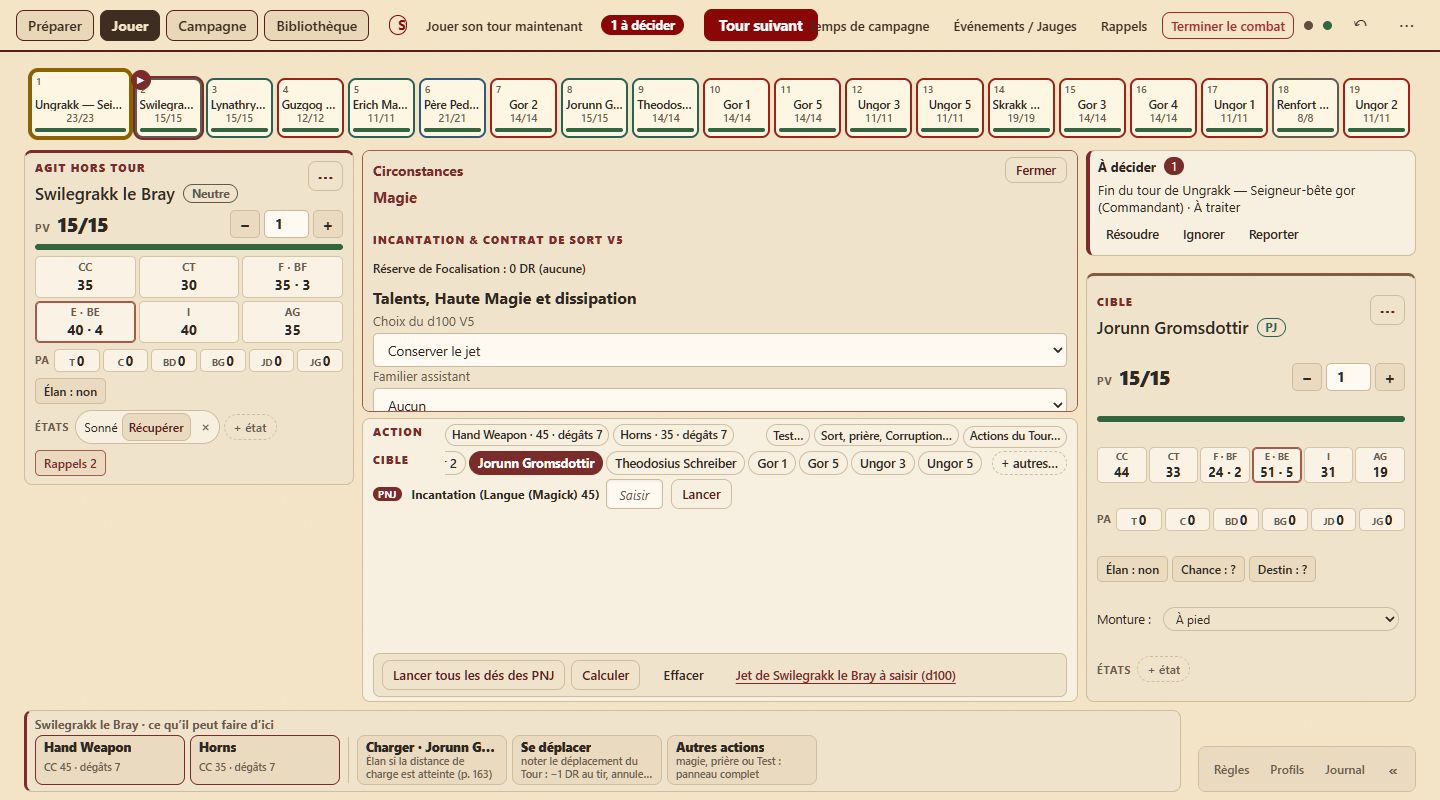 Préparer Jouer Campagne Bibliothèque S Jouer son tour maintenant 1 à décider Tour suivant emps de campagne Événements / Jauges Rappels Terminer le combat ...
1 2 3 4 5 6 7 8 9 10 11 12 13 14 15 16 17 18 19
Ungrakk — Sei… Swilegra… Lynathry… Guzgog … Erich Ma… Père Ped… Gor 2 Jorunn G… Theodos… Gor 1 Gor 5 Ungor 3 Ungor 5 Skrakk … Gor 3 Gor 4 Ungor 1 Renfort … Ungor 2
23/23 15/15 15/15 12/12 11/11 21/21 14/14 15/15 14/14 14/14 14/14 11/11 11/11 19/19 14/14 14/14 11/11 8/8 11/11
AGIT HORS TOUR
...
Swilegrakk le Bray Neutre
PV 15/15 – 1 +
CC CT F · BF
35 30 35 · 3
E · BE I AG
40 · 4 40 35
PA T 0 C 0 BD 0 BG 0 JD 0 JG 0
Élan : non
ÉTATS Sonné Récupérer × + état
Rappels 2
Circonstances Fermer
Magie
INCANTATION & CONTRAT DE SORT V5
Réserve de Focalisation : 0 DR (aucune)
Talents, Haute Magie et dissipation
Choix du d100 V5
Conserver le jet
Familier assistant
Aucun
ACTION Hand Weapon · 45 · dégâts 7 Horns · 35 · dégâts 7 Test… Sort, prière, Corruption… Actions du Tour…
CIBLE 2 Jorunn Gromsdottir Theodosius Schreiber Gor 1 Gor 5 Ungor 3 Ungor 5 + autres…
PNJ Incantation (Langue (Magick) 45) Saisir Lancer
Lancer tous les dés des PNJ Calculer Effacer Jet de Swilegrakk le Bray à saisir (d100)
À décider 1
Fin du tour de Ungrakk — Seigneur-bête gor
(Commandant) · À traiter
Résoudre Ignorer Reporter
CIBLE
...
Jorunn Gromsdottir PJ
PV 15/15 – 1 +
CC CT F · BF E · BE I AG
44 33 24 · 2 51 · 5 31 19
PA T 0 C 0 BD 0 BG 0 JD 0 JG 0
Élan : non Chance : ? Destin : ?
Monture : À pied
ÉTATS + état
Swilegrakk le Bray · ce qu’il peut faire d’ici
Hand Weapon
CC 45 · dégâts 7
Horns
CC 35 · dégâts 7
Charger · Jorunn G…
Élan si la distance de
charge est atteinte (p. 163)
Se déplacer
noter le déplacement du
Tour : −1 DR au tir, annule…
Autres actions
magie, prière ou Test :
panneau complet
Règles Profils Journal «